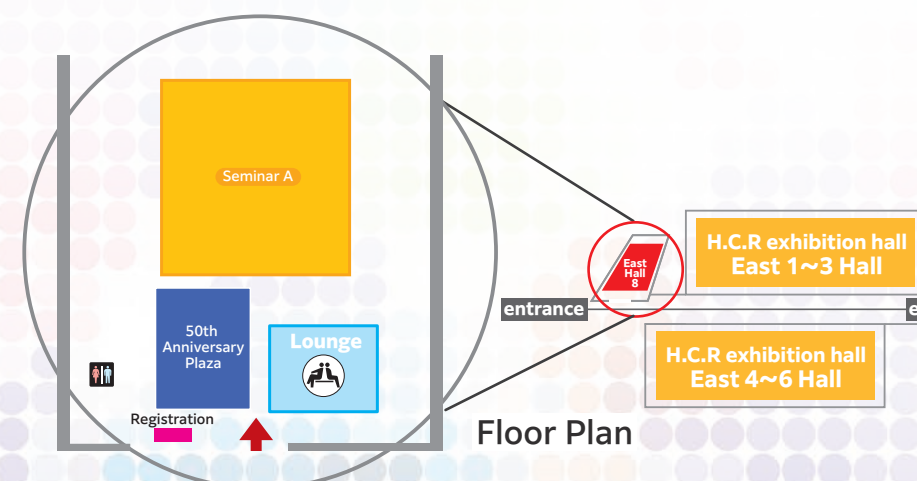 Seminar A
50th
Anniversary
Plaza
Lounge
Registration
East
Hall
8
entrance
H.C.R exhibition hall
East 1~3 Hall
H.C.R exhibition hall
East 4~6 Hall
Floor Plan